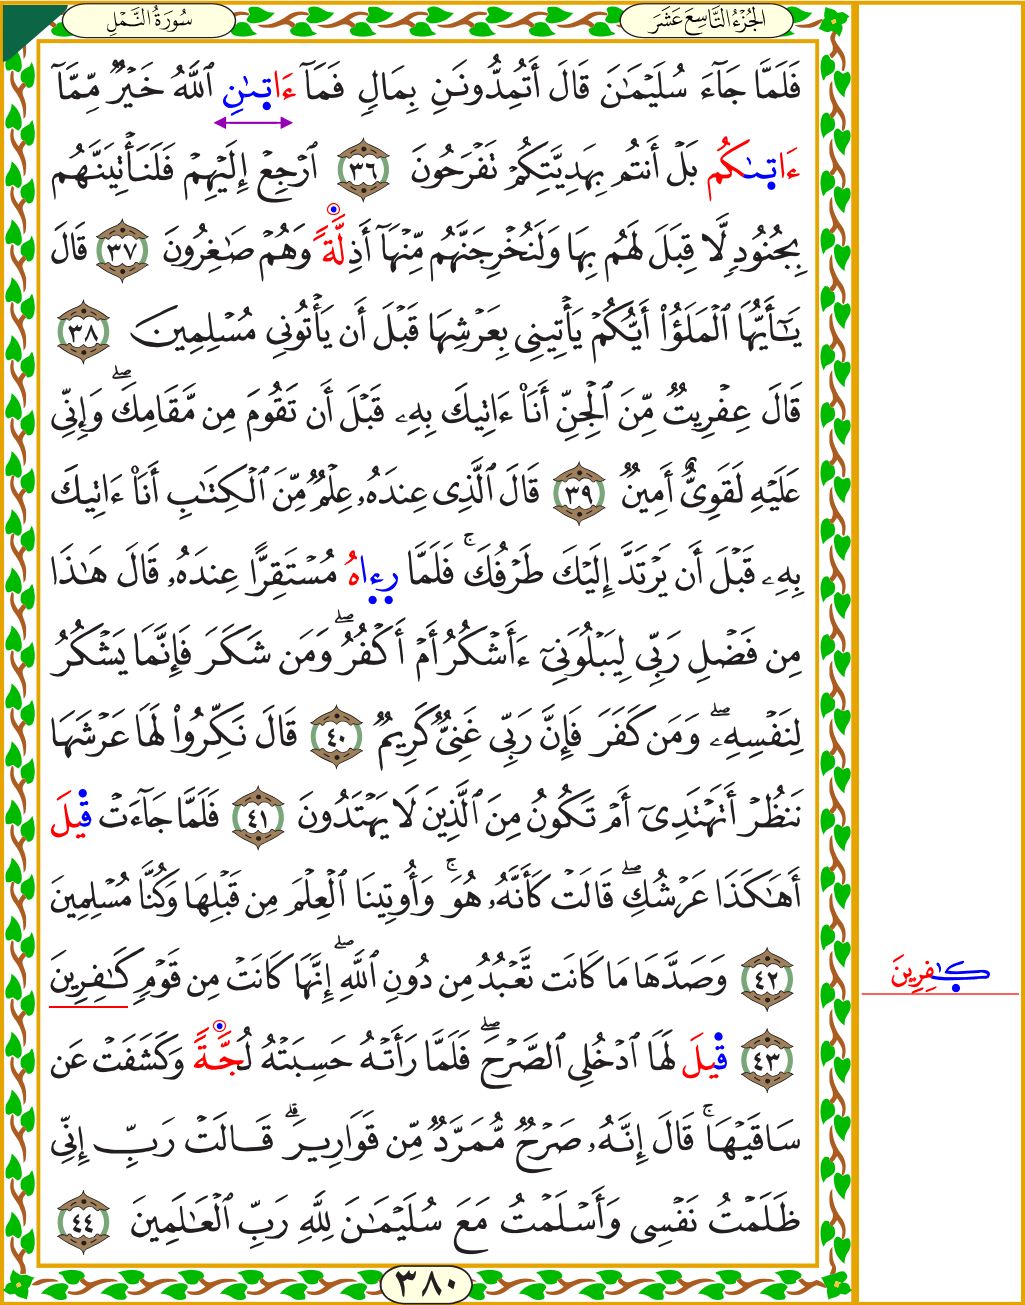 سُورَةُ النَّمْلِ
الجُزْءُ التَّاسِعَ عَشَرَ
فَلَمَّا جَآءَ سُلَيْمَـٰنَ قَالَ أَتُمِدُّونَنِ بِمَالٍ فَمَآ ءَاتىٰنِ ٱللَّهُ خَيْرٌ مِّمَّآ
ءَاتىٰكُم بَلْ أَنتُم بِهَدِيَّتِكُمْ تَفْرَحُونَ ٣٦ ٱرْجِعْ إِلَيْهِمْ فَلَنَأْتِيَنَّهُم
بِجُنُودٍ لَّا قِبَلَ لَهُم بِهَا وَلَنُخْرِجَنَّهُم مِّنْهَآ أَذِلَّةً وَهُمْ صَـٰغِرُونَ ٣٧ قَالَ
يَـٰٓأَيُّهَا ٱلْمَلَؤُا۟ أَيُّكُمْ يَأْتِينِى بِعَرْشِهَا قَبْلَ أَن يَأْتُونِى مُسْلِمِينَ ٣٨
قَالَ عِفْرِيتٌ مِّنَ ٱلْجِنِّ أَنَا۠ ءَاتِيكَ بِهِۦ قَبْلَ أَن تَقُومَ مِن مَّقَامِكَ ۖ وَإِنِّى
عَلَيْهِ لَقَوِىٌّ أَمِينٌ ٣٩ قَالَ ٱلَّذِى عِندَهُۥ عِلْمٌ مِّنَ ٱلْكِتَـٰبِ أَنَا۠ ءَاتِيكَ
بِهِۦ قَبْلَ أَن يَرْتَدَّ إِلَيْكَ طَرْفُكَ ۚ فَلَمَّا رءاهُ مُسْتَقِرًّا عِندَهُۥ قَالَ هَـٰذَا
مِن فَضْلِ رَبِّى لِيَبْلُوَنِىٓ ءَأَشْكُرُ أَمْ أَكْفُرُ ۖ وَمَن شَكَرَ فَإِنَّمَا يَشْكُرُ
لِنَفْسِهِۦ ۖ وَمَن كَفَرَ فَإِنَّ رَبِّى غَنِىٌّ كَرِيمٌ ٤٠ قَالَ نَكِّرُوا۟ لَهَا عَرْشَهَا
نَنظُرْ أَتَهْتَدِىٓ أَمْ تَكُونُ مِنَ ٱلَّذِينَ لَا يَهْتَدُونَ ٤١ فَلَمَّا جَآءَتْ قِيلَ
أَهَـٰكَذَا عَرْشُكِ ۖ قَالَتْ كَأَنَّهُۥ هُوَ ۚ وَأُوتِينَا ٱلْعِلْمَ مِن قَبْلِهَا وَكُنَّا مُسْلِمِينَ
٤٢ وَصَدَّهَا مَا كَانَت تَّعْبُدُ مِن دُونِ ٱللَّهِ ۖ إِنَّهَا كَانَتْ مِن قَوْمٍ كَـٰفِرِينَ
كَـٰفِرِينَ
٤٣ قِيلَ لَهَا ٱدْخُلِى ٱلصَّرْحَ ۖ فَلَمَّا رَأَتْهُ حَسِبَتْهُ لُجَّةً وَكَشَفَتْ عَن
سَاقَيْهَا ۚ قَالَ إِنَّهُۥ صَرْحٌ مُّمَرَّدٌ مِّن قَوَارِيرَ ۗ قَالَتْ رَبِّ إِنِّى
ظَلَمْتُ نَفْسِى وَأَسْلَمْتُ مَعَ سُلَيْمَـٰنَ لِلَّهِ رَبِّ ٱلْعَـٰلَمِينَ ٤٤
٣٨٠